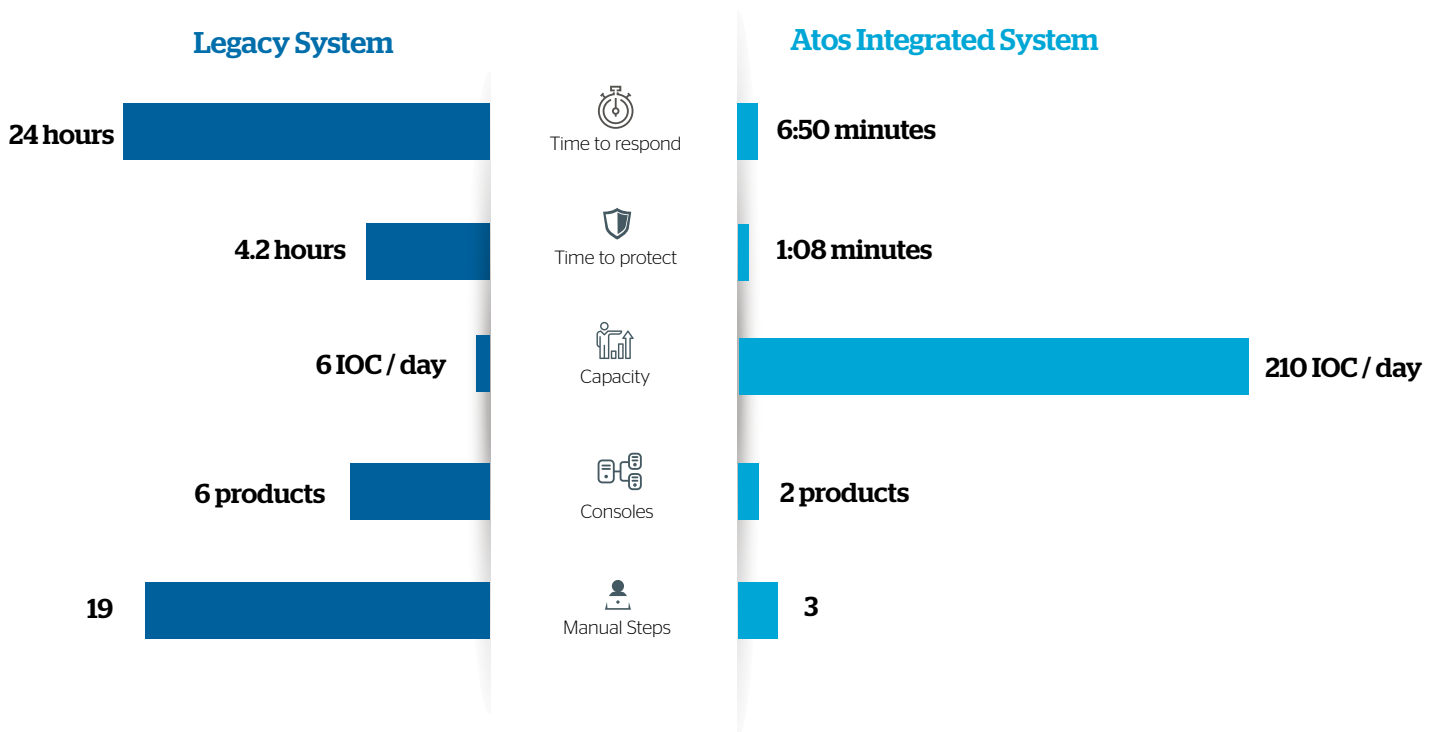 Legacy System
Atos Integrated System
24 hours
Time to respond
6:50 minutes
4.2 hours
Time to protect
1:08 minutes
6 IOC / day
Capacity
210 IOC / day
6 products
Consoles
2 products
19
Manual Steps
3